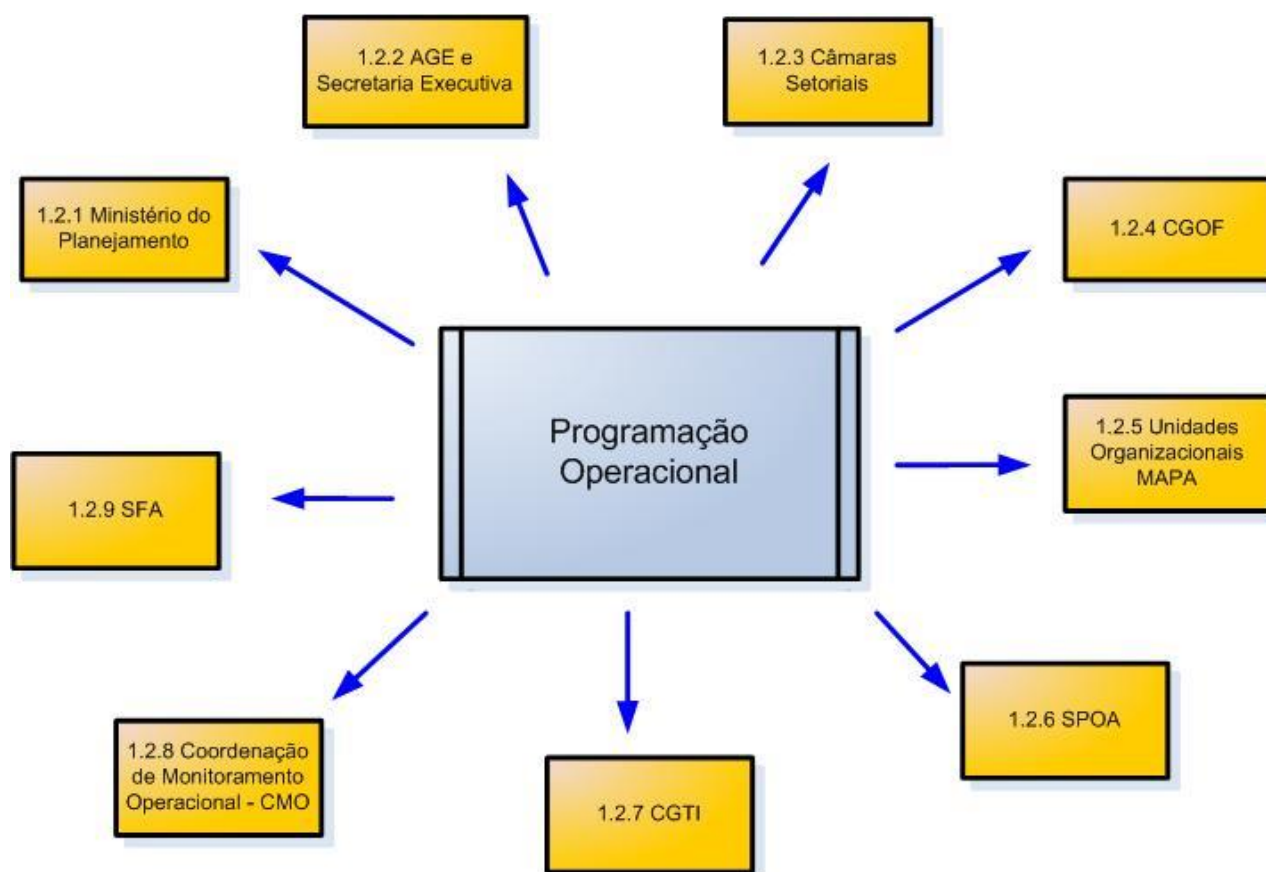 1.2.2 AGE e
Secretaria Executiva
1.2.3 Câmaras
Setoriais
1.2.1 Ministério do
Planejamento
1.2.4 CGOF
Programação
Operacional
1.2.5 Unidades
Organizacionais
MAPA
1.2.9 SFA
1.2.6 SPOA
1.2.8 Coordenação
de Monitoramento
Operacional - CMO
1.2.7 CGTI